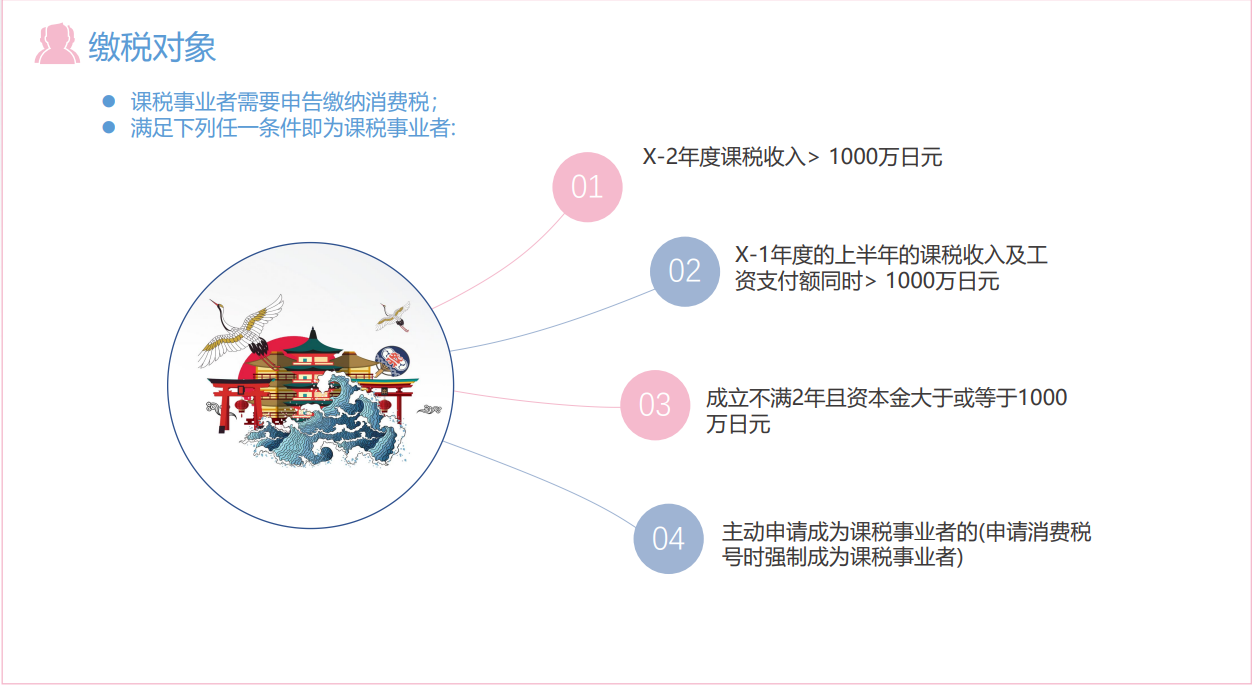 缴税对象
课税事业者需要申告缴纳消费税；
满足下列任一条件即为课税事业者:
01
X-2年度课税收入> 1000万日元
02
X-1年度的上半年的课税收入及工
资支付额同时> 1000万日元
03
成立不满2年且资本金大于或等于1000
万日元
04
主动申请成为课税事业者的(申请消费税
号时强制成为课税事业者)